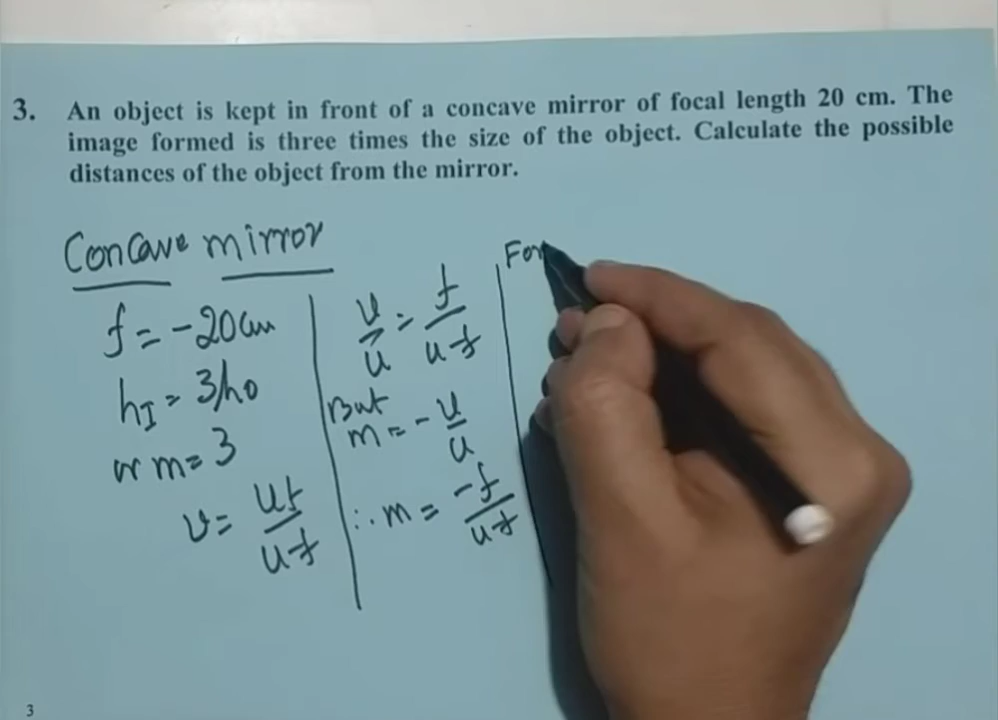 3. An object is kept in front of a concave mirror of focal length 20 cm. The
image formed is three times the size of the object. Calculate the possible
distances of the object from the mirror.
Concave mirror
f = -20cm
hI = 3ho
or m = 3
v = uf/u-f
v/u = f/u-f
But
m = -v/u
∴ m = -f/u-f
For
3